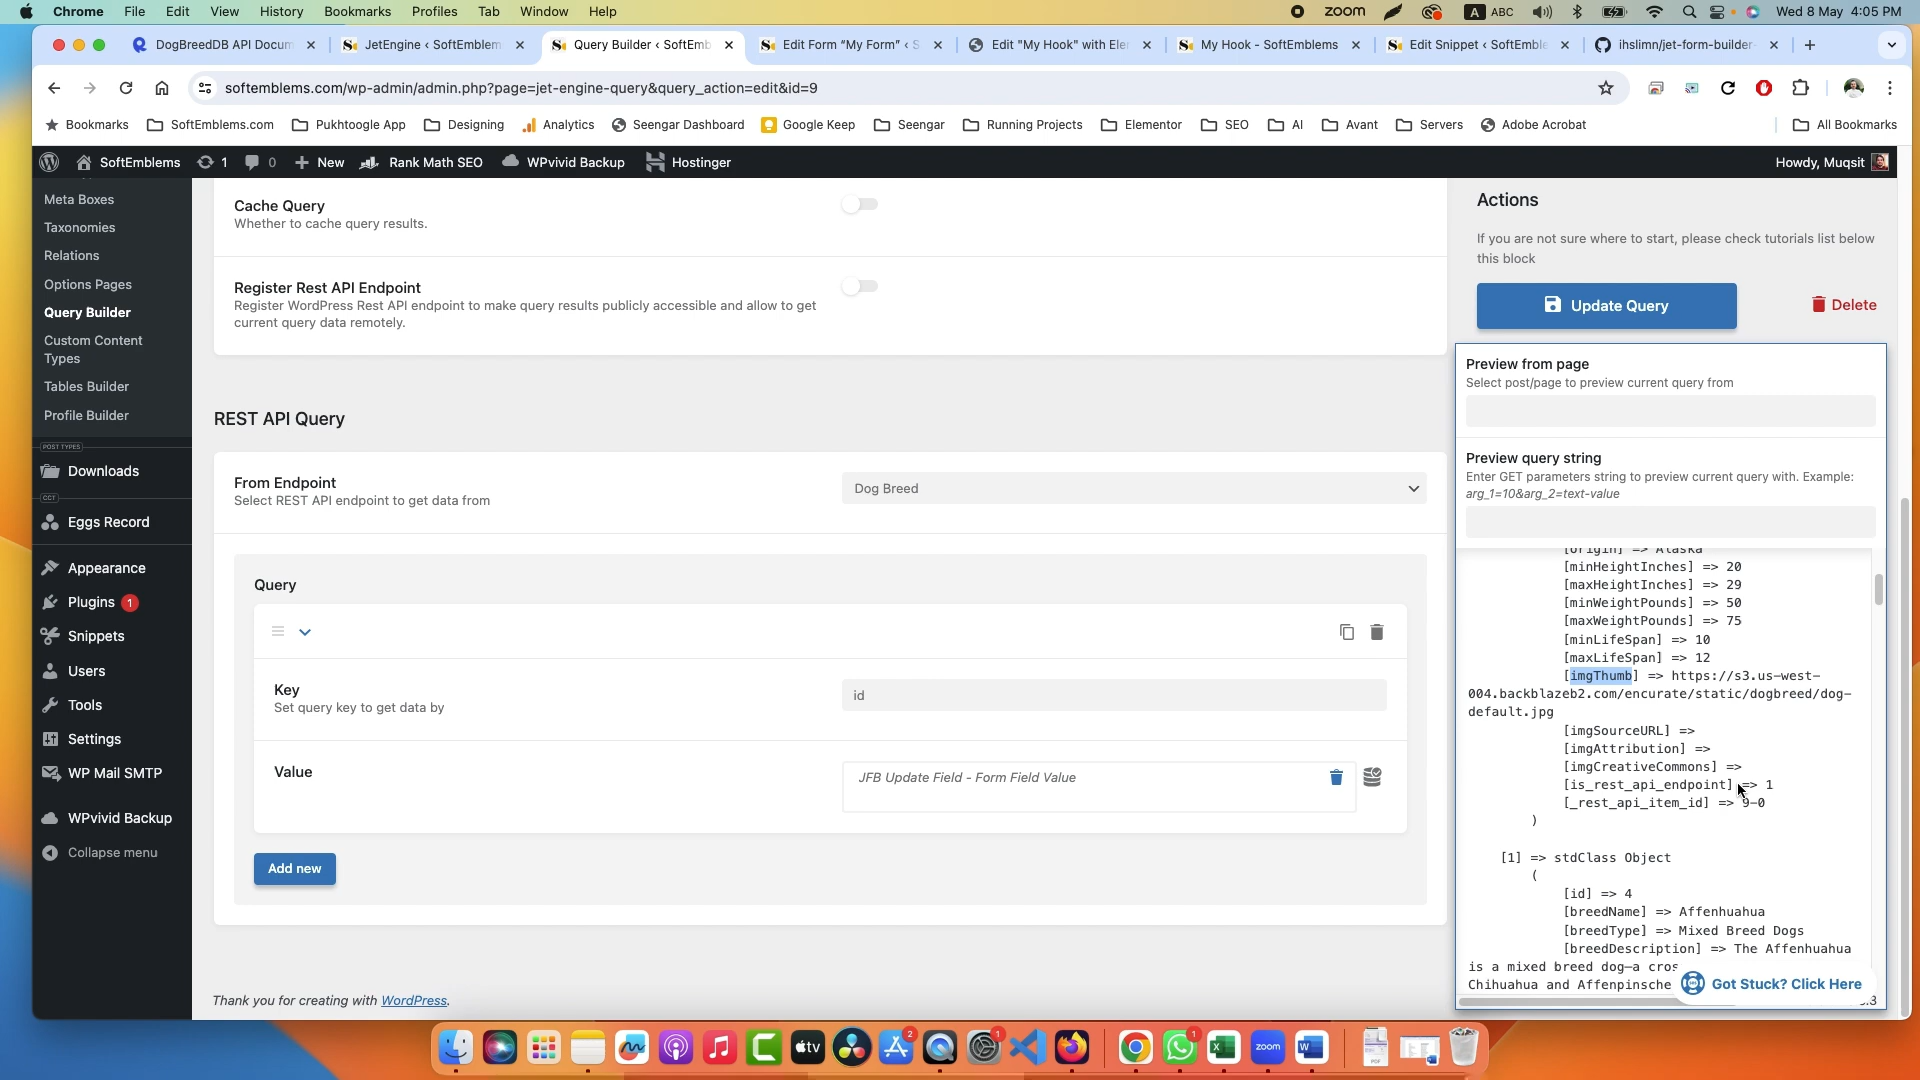 Chrome File Edit View History Bookmarks Profiles Tab Window Help zoom A ABC Wed 8 May 4:05 PM
DogBreedDB API Docum JetEngine ‹ SoftEmblem Query Builder ‹ SoftEmb Edit Form “My Form” ‹ S Edit "My Hook" with Eler My Hook - SoftEmblems Edit Snippet ‹ SoftEmble ihslimn/jet-form-builder-
softemblems.com/wp-admin/admin.php?page=jet-engine-query&query_action=edit&id=9
Bookmarks SoftEmblems.com Pukhtoogle App Designing Analytics Seengar Dashboard Google Keep Seengar Running Projects Elementor SEO AI Avant Servers Adobe Acrobat All Bookmarks
SoftEmblems 1 0 New Rank Math SEO WPvivid Backup Hostinger Howdy, Muqsit
Meta Boxes
Taxonomies
Relations
Options Pages
Query Builder
Custom Content
Types
Tables Builder
Profile Builder
POST TYPES
Downloads
CCT
Eggs Record
Appearance
Plugins 1
Snippets
Users
Tools
Settings
WP Mail SMTP
WPvivid Backup
Collapse menu
Cache Query
Whether to cache query results.
Register Rest API Endpoint
Register WordPress Rest API endpoint to make query results publicly accessible and allow to get
current query data remotely.
REST API Query
From Endpoint
Select REST API endpoint to get data from
Dog Breed
Query
Key
Set query key to get data by
id
Value
JFB Update Field - Form Field Value
Add new
Thank you for creating with WordPress.
Actions
If you are not sure where to start, please check tutorials list below
this block
Update Query
Delete
Preview from page
Select post/page to preview current query from
Preview query string
Enter GET parameters string to preview current query with. Example:
arg_1=10&arg_2=text-value
[origin] => Alaska
[minHeightInches] => 20
[maxHeightInches] => 29
[minWeightPounds] => 50
[maxWeightPounds] => 75
[minLifeSpan] => 10
[maxLifeSpan] => 12
[imgThumb] => https://s3.us-west-
004.backblazeb2.com/encurate/static/dogbreed/dog-
default.jpg
[imgSourceURL] =>
[imgAttribution] =>
[imgCreativeCommons] =>
[is_rest_api_endpoint] => 1
[_rest_api_item_id] => 9-0
)
[1] => stdClass Object
(
[id] => 4
[breedName] => Affenhuahua
[breedType] => Mixed Breed Dogs
[breedDescription] => The Affenhuahua
is a mixed breed dog—a cros
Chihuahua and Affenpinsche
Got Stuck? Click Here
2 1 tv 1 zoom W